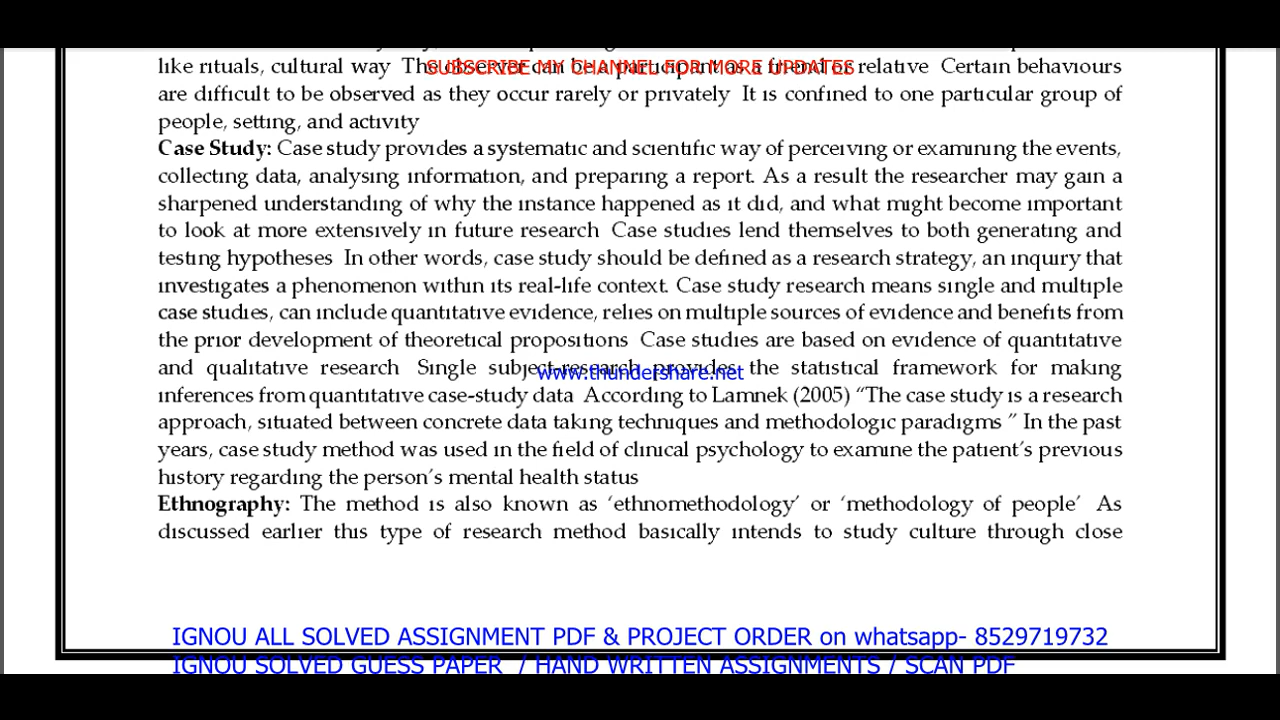 like rituals, cultural way The observer can be a participant as a friend or relative Certain behaviours
SUBSCRIBE MY CHANNEL FOR MORE UPDATES
are difficult to be observed as they occur rarely or privately It is confined to one particular group of
people, setting, and activity
Case Study: Case study provides a systematic and scientific way of perceiving or examining the events,
collecting data, analysing information, and preparing a report. As a result the researcher may gain a
sharpened understanding of why the instance happened as it did, and what might become important
to look at more extensively in future research Case studies lend themselves to both generating and
testing hypotheses In other words, case study should be defined as a research strategy, an inquiry that
investigates a phenomenon within its real-life context. Case study research means single and multiple
case studies, can include quantitative evidence, relies on multiple sources of evidence and benefits from
the prior development of theoretical propositions Case studies are based on evidence of quantitative
and qualitative research Single subject-research provides the statistical framework for making
www.thundershare.net
inferences from quantitative case-study data According to Lamnek (2005) “The case study is a research
approach, situated between concrete data taking techniques and methodologic paradigms ” In the past
years, case study method was used in the field of clinical psychology to examine the patient’s previous
history regarding the person’s mental health status
Ethnography: The method is also known as ‘ethnomethodology’ or ‘methodology of people’ As
discussed earlier this type of research method basically intends to study culture through close
IGNOU ALL SOLVED ASSIGNMENT PDF & PROJECT ORDER on whatsapp- 8529719732
IGNOU SOLVED GUESS PAPER / HAND WRITTEN ASSIGNMENTS / SCAN PDF